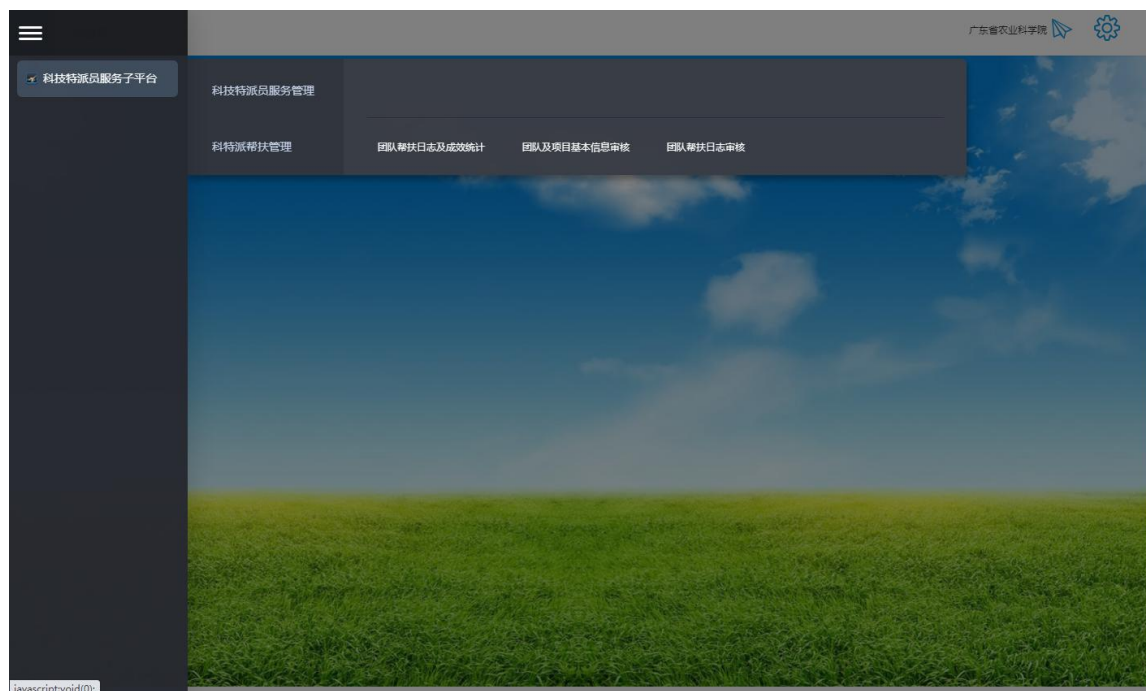 广东省农业科学院
科技特派员服务子平台
科技特派员服务管理
科特派帮扶管理
团队帮扶日志及成效统计 团队及项目基本信息审核 团队帮扶日志审核
javascript:void(0);